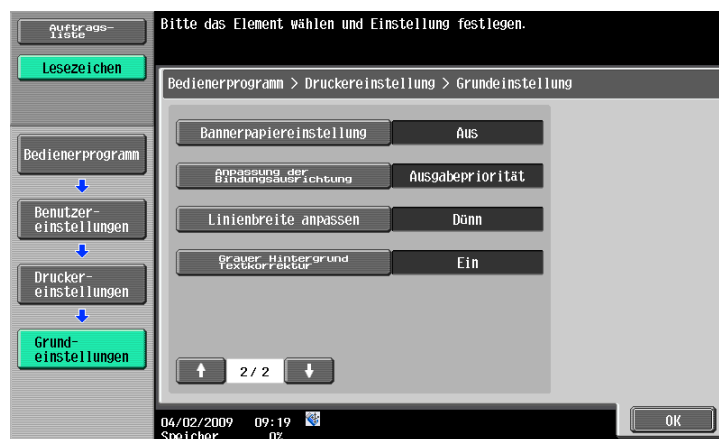 Auftrags-
liste
Lesezeichen
Bitte das Element wählen und Einstellung festlegen.
Bedienerprogramm > Druckereinstellung > Grundeinstellung
Bedienerprogramm
Benutzer-
einstellungen
Drucker-
einstellungen
Grund-
einstellungen
Bannerpapiereinstellung
Aus
Anpassung der
Bindungsausrichtung
Ausgabepriorität
Linienbreite anpassen
Dünn
Grauer Hintergrund
Textkorrektur
Ein
2/2
04/02/2009 09:19
Speicher 0%
OK